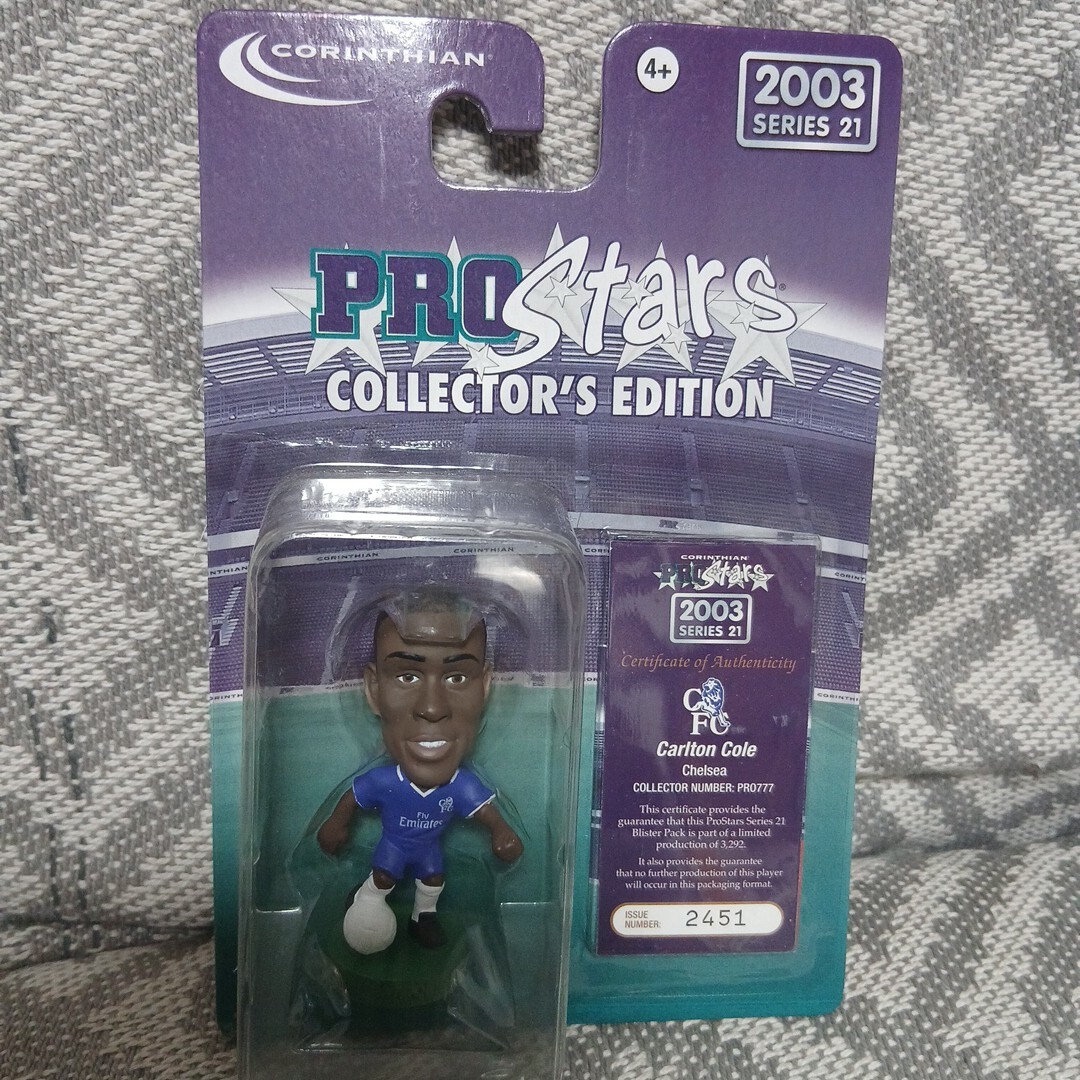 CORINTHIAN
4+
2003
SERIES 21
PROStars
COLLECTOR'S EDITION
CORINTHIAN
CORINTHIAN
CORINTHIAN
CORINTHIAN
CFC
Fly
Emirates
CORINTHIAN
PROStars
2003
SERIES 21
Certificate of Authenticity
CFC
Carlton Cole
Chelsea
COLLECTOR NUMBER: PRO777
This certificate provides the
guarantee that this ProStars Series 21
Blister Pack is part of a limited
production of 3,292.
It also provides the guarantee
that no further production of this player
will occur in this packaging format.
ISSUE
NUMBER:
2451